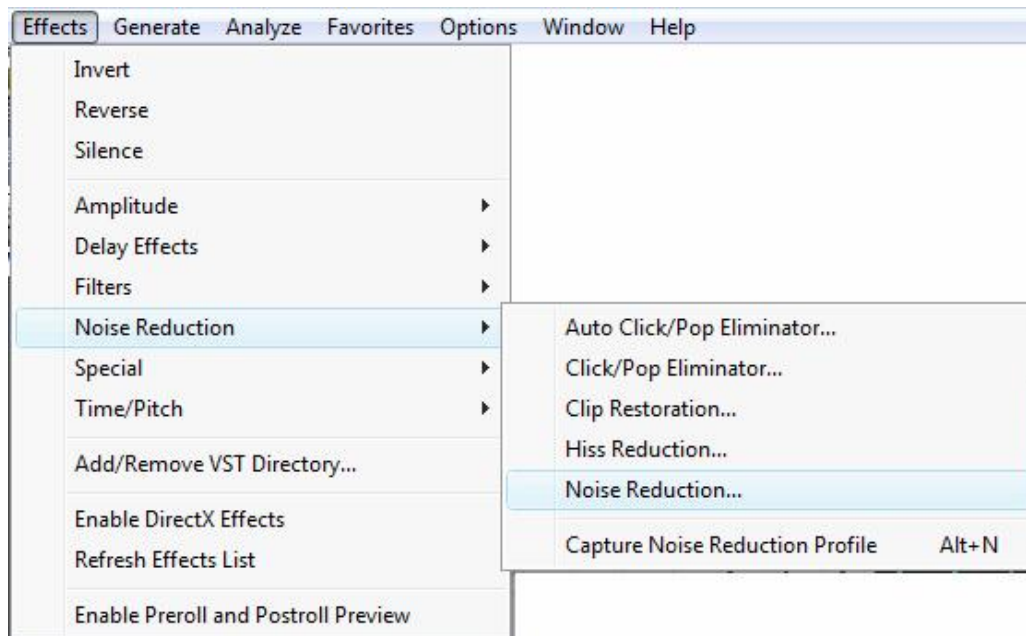 Effects Generate Analyze Favorites Options Window Help
Invert
Reverse
Silence
Amplitude
Delay Effects
Filters
Noise Reduction
Special
Time/Pitch
Add/Remove VST Directory...
Enable DirectX Effects
Refresh Effects List
Enable Preroll and Postroll Preview
Auto Click/Pop Eliminator...
Click/Pop Eliminator...
Clip Restoration...
Hiss Reduction...
Noise Reduction...
Capture Noise Reduction Profile Alt+N